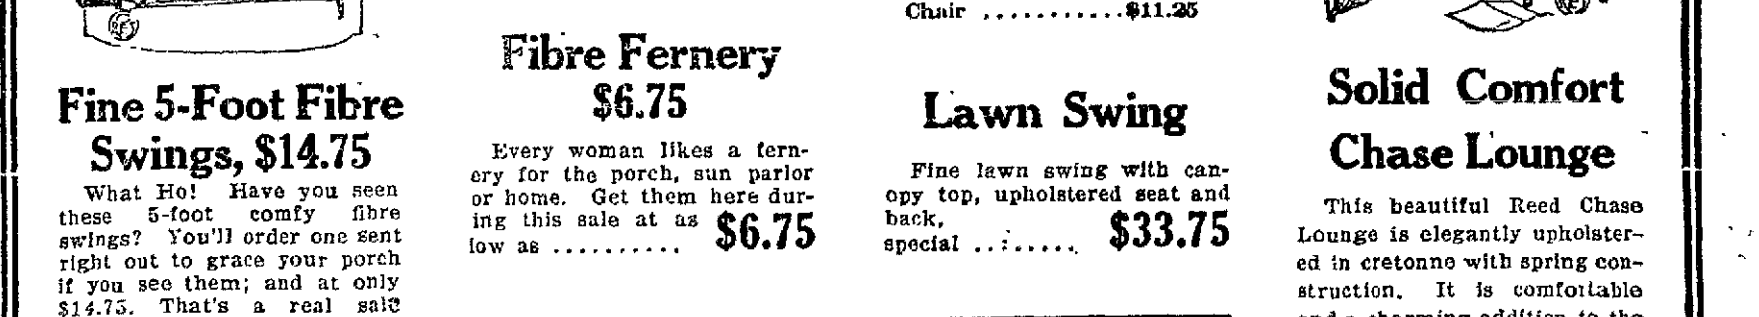 Fine 5-Foot Fibre
Swings, $14.75
What Ho! Have you seen
these 5-foot comfy fibre
swings? You'll order one sent
right out to grace your porch
if you see them; and at only
$14.75. That's a real sale
Fibre Fernery
$6.75
Every woman likes a fern-
ery for the porch, sun parlor
or home. Get them here dur-
ing this sale at as
low as .......... $6.75
Chair ...........$11.25
Lawn Swing
Fine lawn swing with can-
opy top, upholstered seat and
back,
special ........ $33.75
Solid Comfort
Chase Lounge
This beautiful Reed Chase
Lounge is elegantly upholster-
ed in cretonne with spring con-
struction. It is comfortable
and a charming addition to the